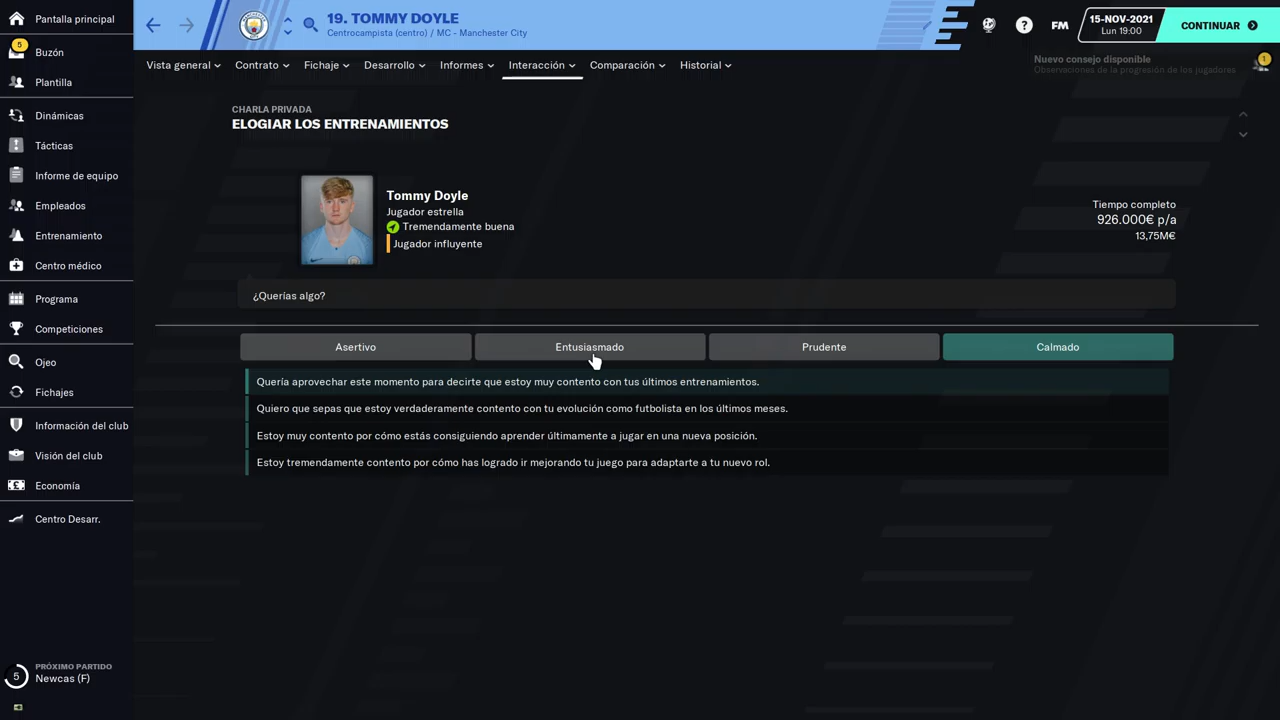 Pantalla principal
5
Buzón
Plantilla
Dinámicas
Tácticas
Informe de equipo
Empleados
Entrenamiento
Centro médico
Programa
Competiciones
Ojeo
Fichajes
Información del club
Visión del club
Economía
Centro Desarr.
PRÓXIMO PARTIDO
5
Newcas (F)
19. TOMMY DOYLE
Centrocampista (centro) / MC - Manchester City
?
FM
15-NOV-2021
Lun 19:00
CONTINUAR
Vista general
Contrato
Fichaje
Desarrollo
Informes
Interacción
Comparación
Historial
Nuevo consejo disponible
Observaciones de la progresión de los jugadores
1
CHARLA PRIVADA
ELOGIAR LOS ENTRENAMIENTOS
Tommy Doyle
Jugador estrella
Tremendamente buena
Jugador influyente
Tiempo completo
926.000€ p/a
13,75M€
¿Querías algo?
Asertivo
Entusiasmado
Prudente
Calmado
Quería aprovechar este momento para decirte que estoy muy contento con tus últimos entrenamientos.
Quiero que sepas que estoy verdaderamente contento con tu evolución como futbolista en los últimos meses.
Estoy muy contento por cómo estás consiguiendo aprender últimamente a jugar en una nueva posición.
Estoy tremendamente contento por cómo has logrado ir mejorando tu juego para adaptarte a tu nuevo rol.